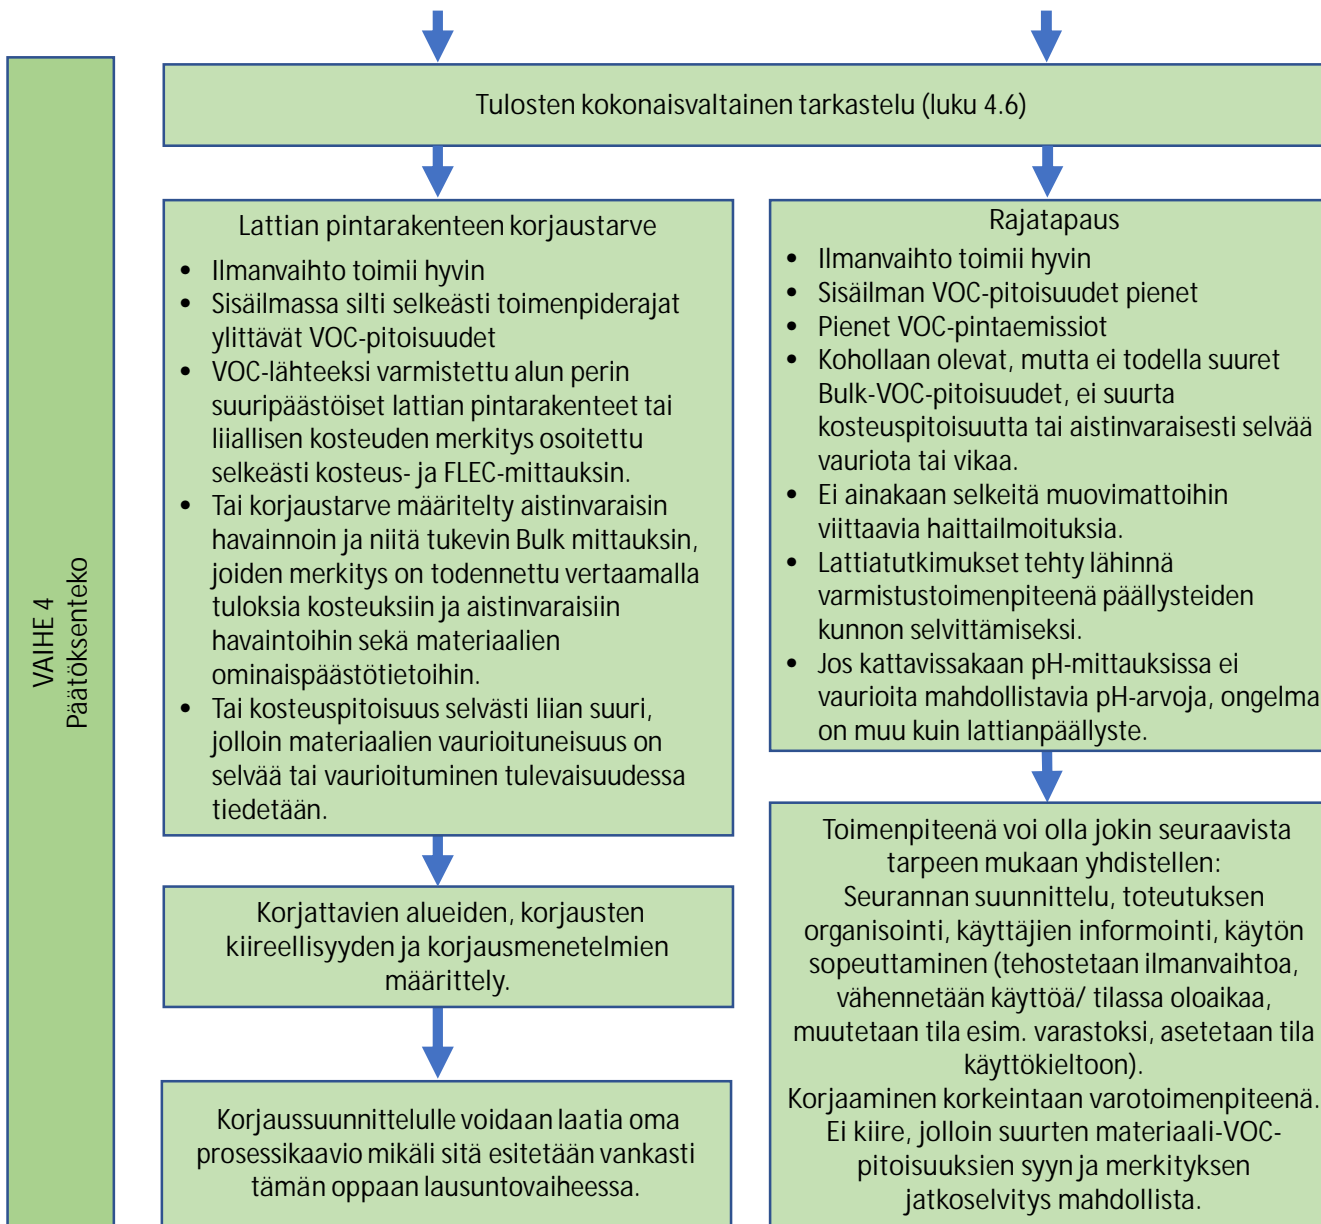 VAIHE 4
Päätöksenteko
Tulosten kokonaisvaltainen tarkastelu (luku 4.6)
Lattian pintarakenteen korjaustarve
• Ilmanvaihto toimii hyvin
• Sisäilmassa silti selkeästi toimenpiderajat
ylittävät VOC-pitoisuudet
• VOC-lähteeksi varmistettu alun perin
suuripäästöiset lattian pintarakenteet tai
liiallisen kosteuden merkitys osoitettu
selkeästi kosteus- ja FLEC-mittauksin.
• Tai korjaustarve määritelty aistinvaraisin
havainnoin ja niitä tukevin Bulk mittauksin,
joiden merkitys on todennettu vertaamalla
tuloksia kosteuksiin ja aistinvaraisiin
havaintoihin sekä materiaalien
ominaispäästötietoihin.
• Tai kosteuspitoisuus selvästi liian suuri,
jolloin materiaalien vaurioituneisuus on
selvää tai vaurioituminen tulevaisuudessa
tiedetään.
Korjattavien alueiden, korjausten
kiireellisyyden ja korjausmenetelmien
määrittely.
Korjaussuunnittelulle voidaan laatia oma
prosessikaavio mikäli sitä esitetään vankasti
tämän oppaan lausuntovaiheessa.
Rajatapaus
• Ilmanvaihto toimii hyvin
• Sisäilman VOC-pitoisuudet pienet
• Pienet VOC-pintaemissiot
• Kohollaan olevat, mutta ei todella suuret
Bulk-VOC-pitoisuudet, ei suurta
kosteuspitoisuutta tai aistinvaraisesti selvää
vauriota tai vikaa.
• Ei ainakaan selkeitä muovimattoihin
viittaavia haittailmoituksia.
• Lattiatutkimukset tehty lähinnä
varmistustoimenpiteenä päällysteiden
kunnon selvittämiseksi.
• Jos kattavissakaan pH-mittauksissa ei
vaurioita mahdollistavia pH-arvoja, ongelma
on muu kuin lattianpäällyste.
Toimenpiteenä voi olla jokin seuraavista
tarpeen mukaan yhdistellen:
Seurannan suunnittelu, toteutuksen
organisointi, käyttäjien informointi, käytön
sopeuttaminen (tehostetaan ilmanvaihtoa,
vähennetään käyttöä/ tilassa oloaikaa,
muutetaan tila esim. varastoksi, asetetaan tila
käyttökieltoon).
Korjaaminen korkeintaan varotoimenpiteenä.
Ei kiire, jolloin suurten materiaali-VOC-
pitoisuuksien syyn ja merkityksen
jatkoselvitys mahdollista.